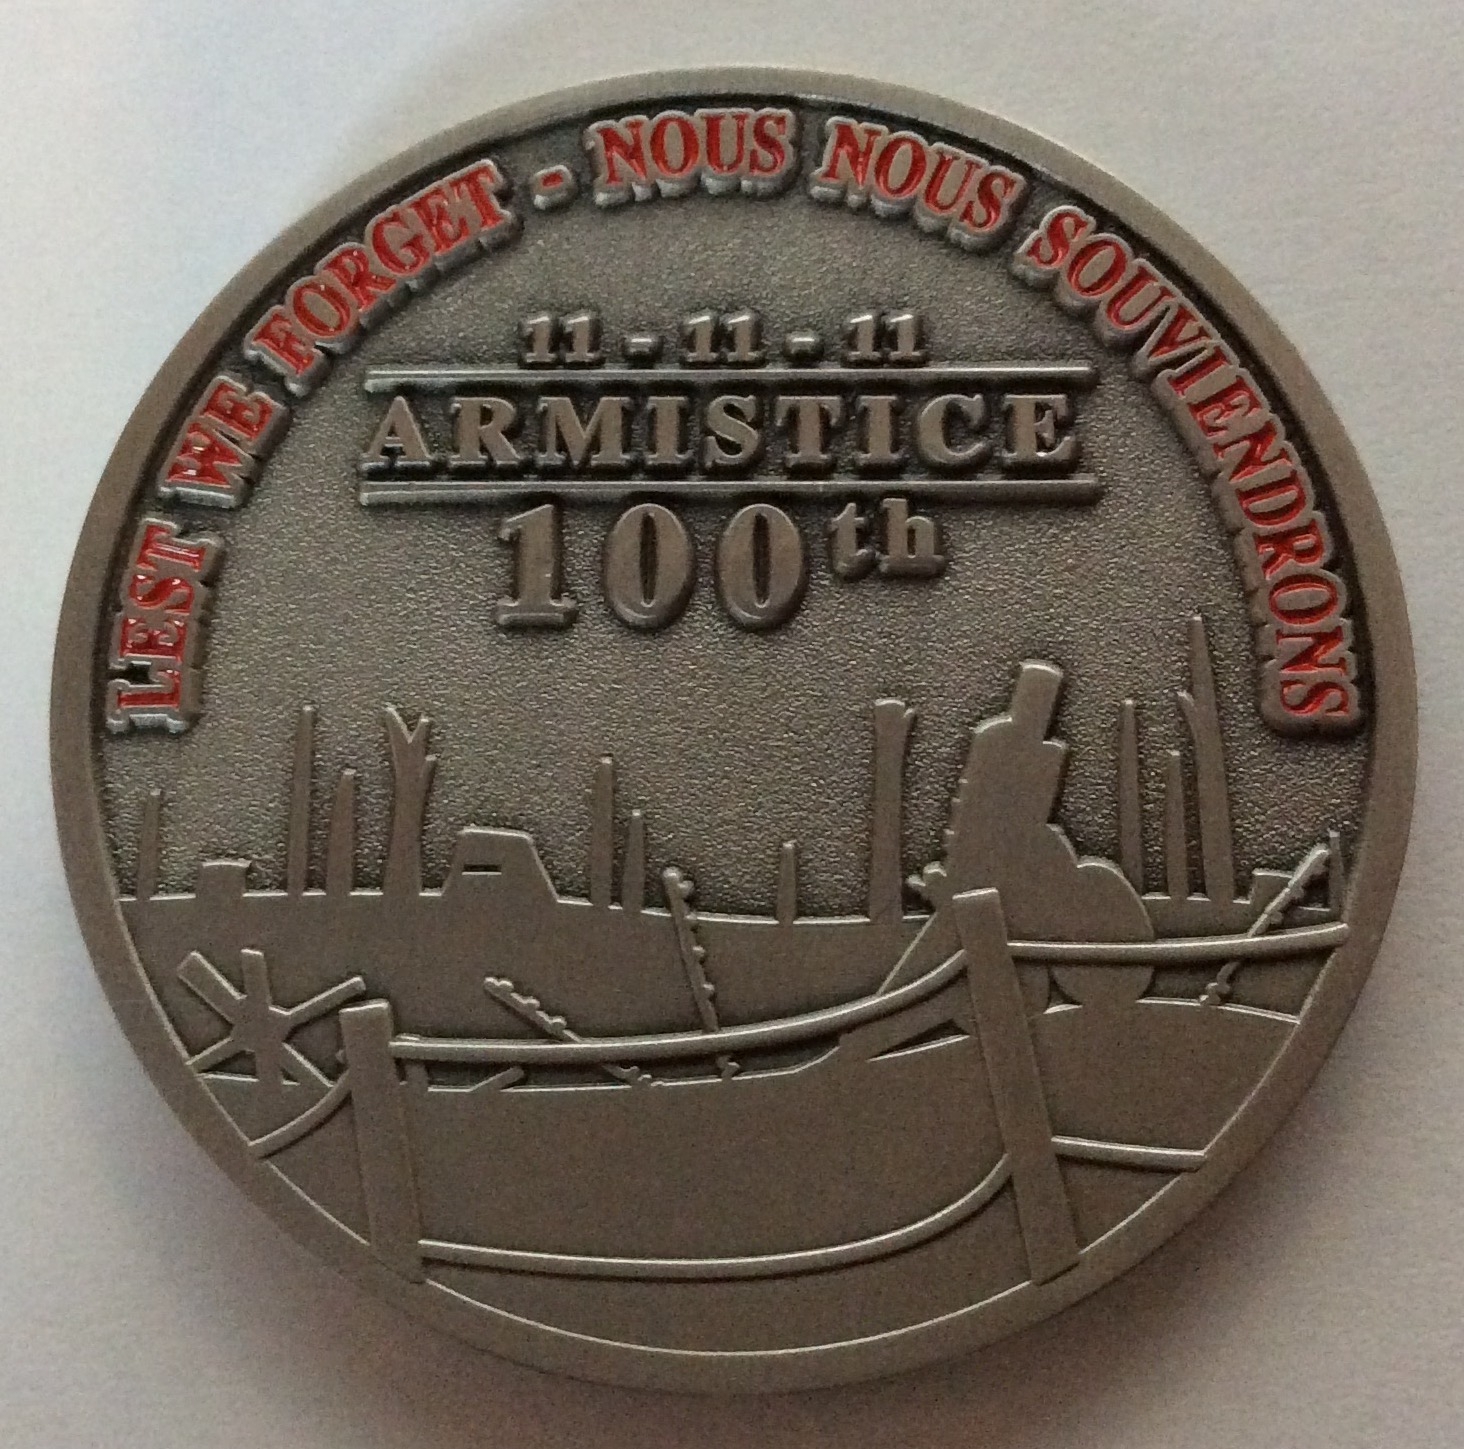 LEST WE FORGET - NOUS NOUS SOUVIENDRONS
11 - 11 - 11
ARMISTICE
100th